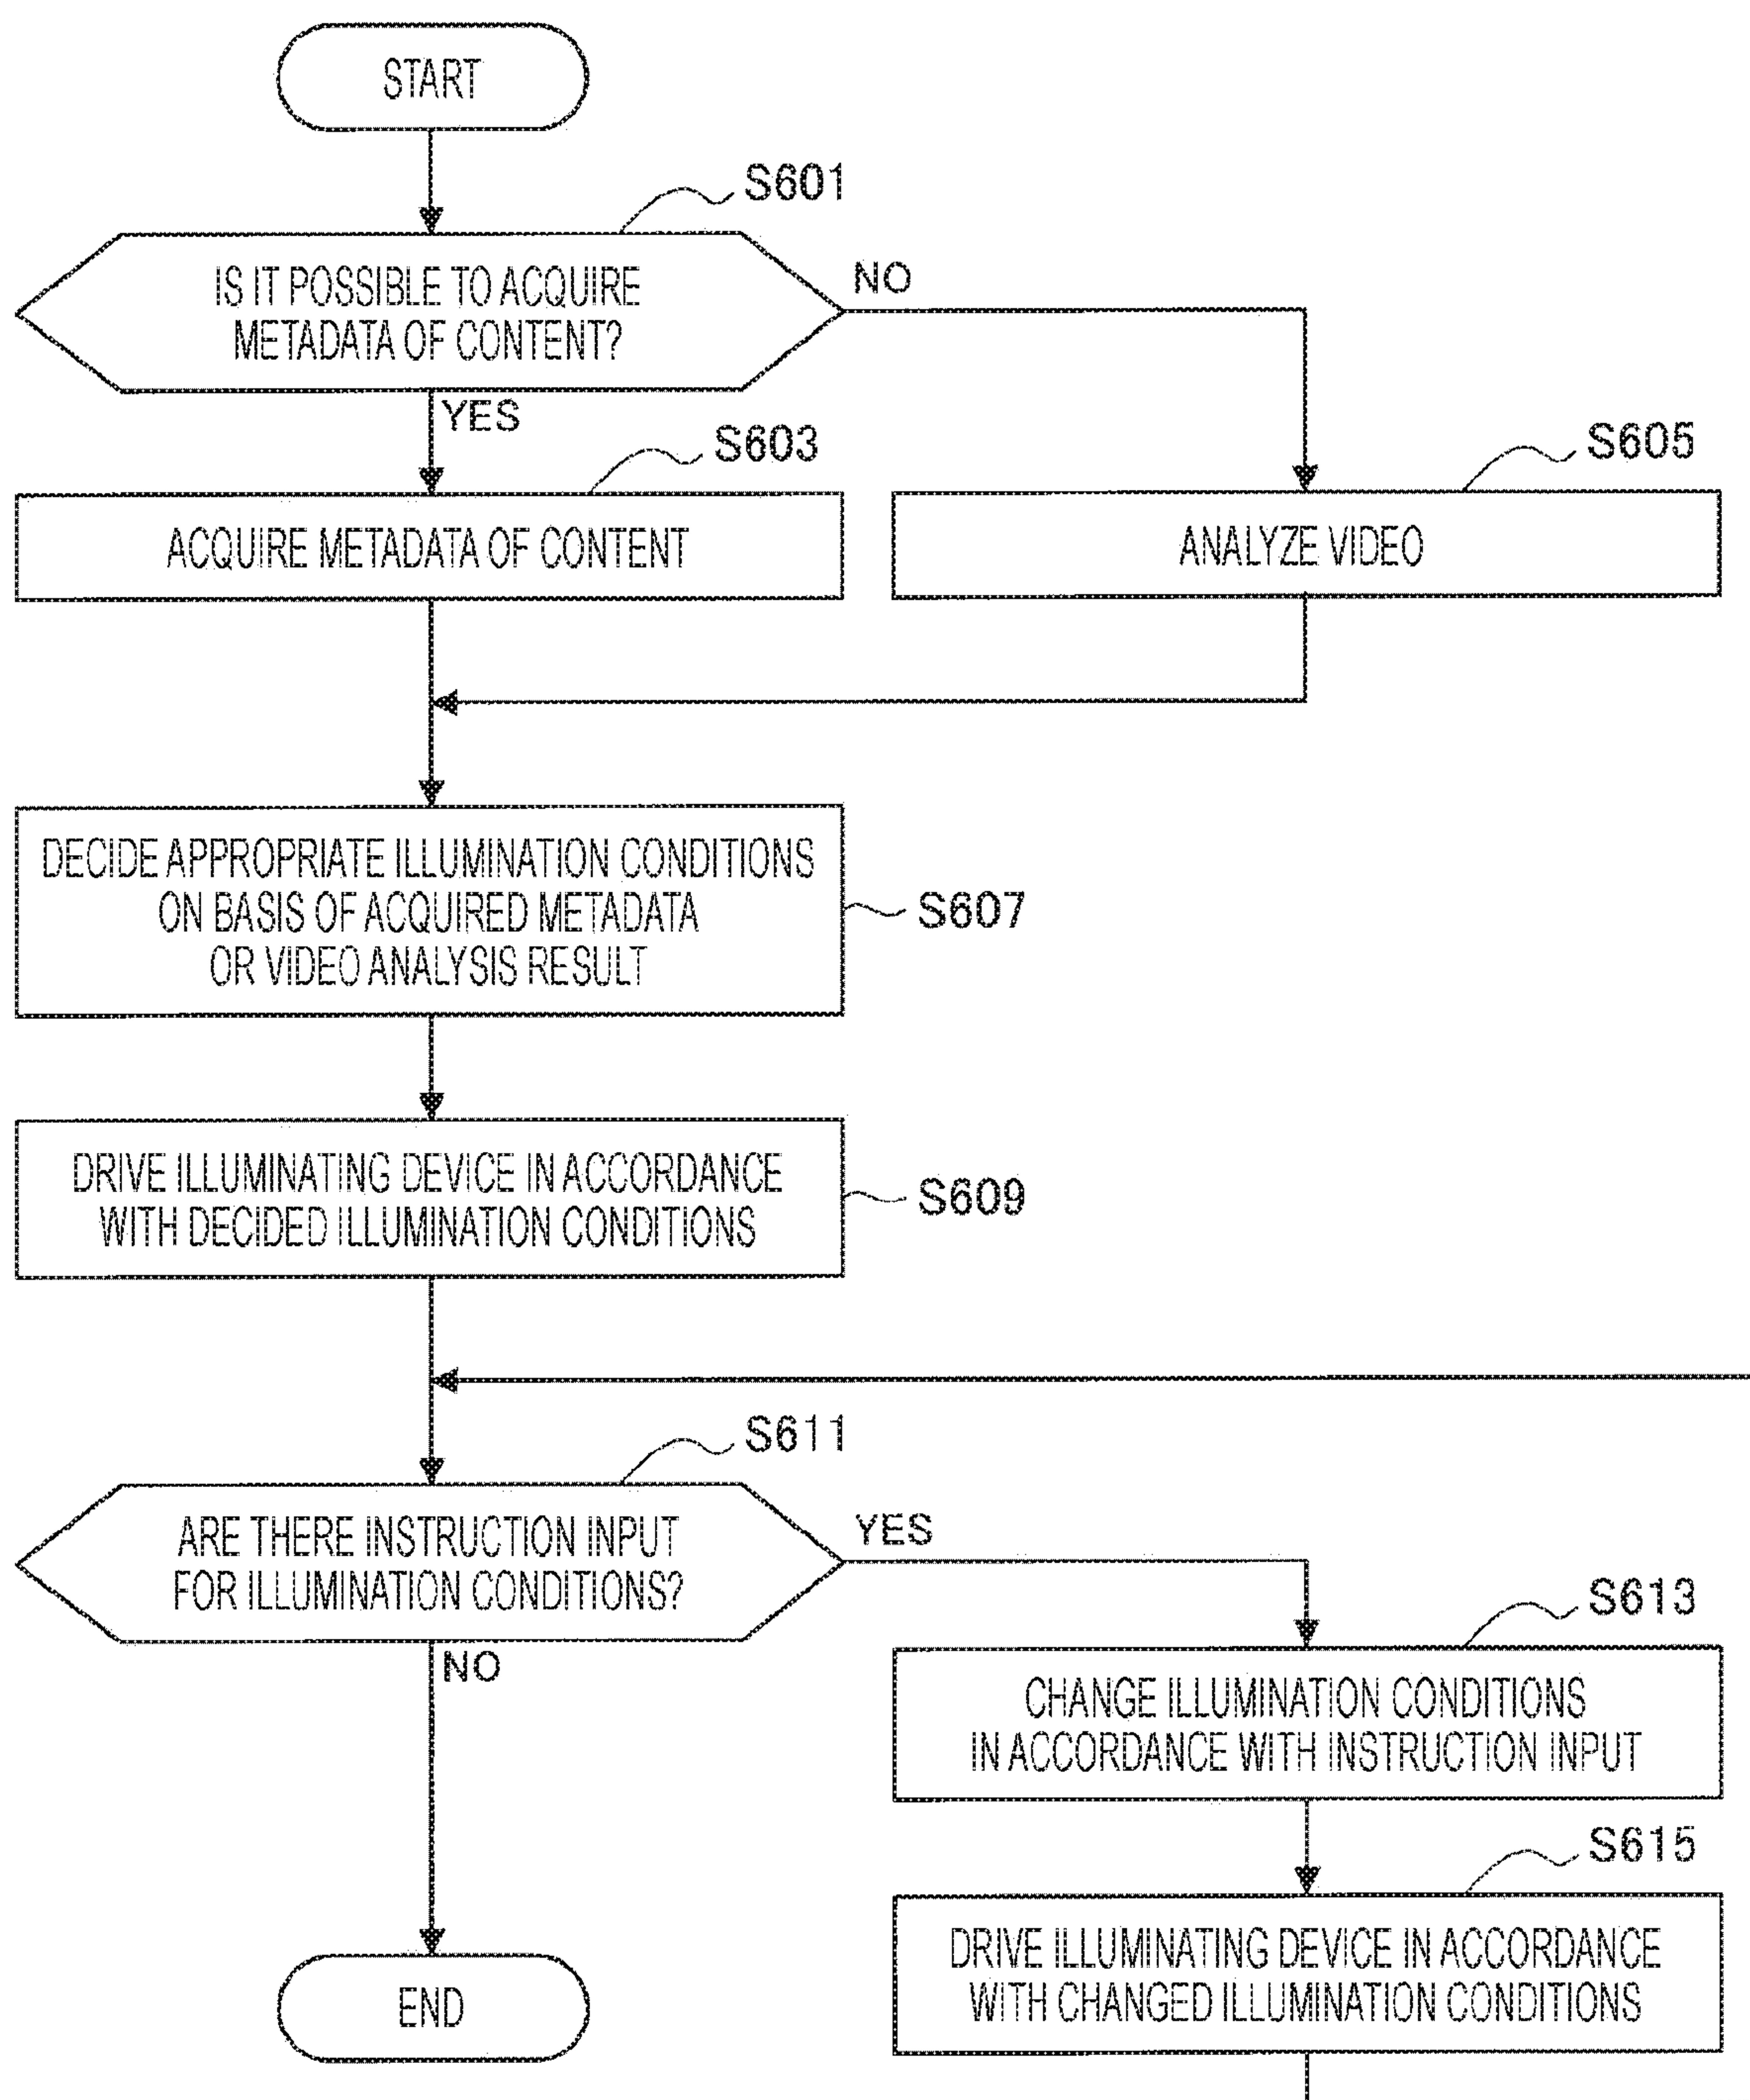 START
S601
IS IT POSSIBLE TO ACQUIRE
METADATA OF CONTENT?
NO
YES
S603
S605
ACQUIRE METADATA OF CONTENT
ANALYZE VIDEO
DECIDE APPROPRIATE ILLUMINATION CONDITIONS
ON BASIS OF ACQUIRED METADATA
OR VIDEO ANALYSIS RESULT
S607
DRIVE ILLUMINATING DEVICE IN ACCORDANCE
WITH DECIDED ILLUMINATION CONDITIONS
S609
S611
ARE THERE INSTRUCTION INPUT
FOR ILLUMINATION CONDITIONS?
YES
NO
S613
CHANGE ILLUMINATION CONDITIONS
IN ACCORDANCE WITH INSTRUCTION INPUT
S615
DRIVE ILLUMINATING DEVICE IN ACCORDANCE
WITH CHANGED ILLUMINATION CONDITIONS
END